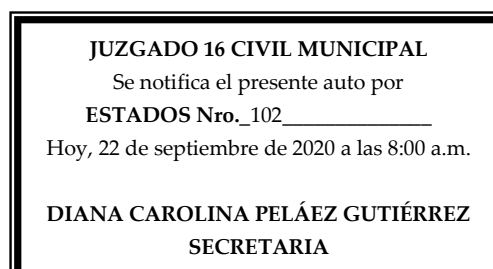 JUZGADO 16 CIVIL MUNICIPAL
Se notifica el presente auto por
ESTADOS Nro._102______________
Hoy, 22 de septiembre de 2020 a las 8:00 a.m.
DIANA CAROLINA PELÁEZ GUTIÉRREZ
SECRETARIA